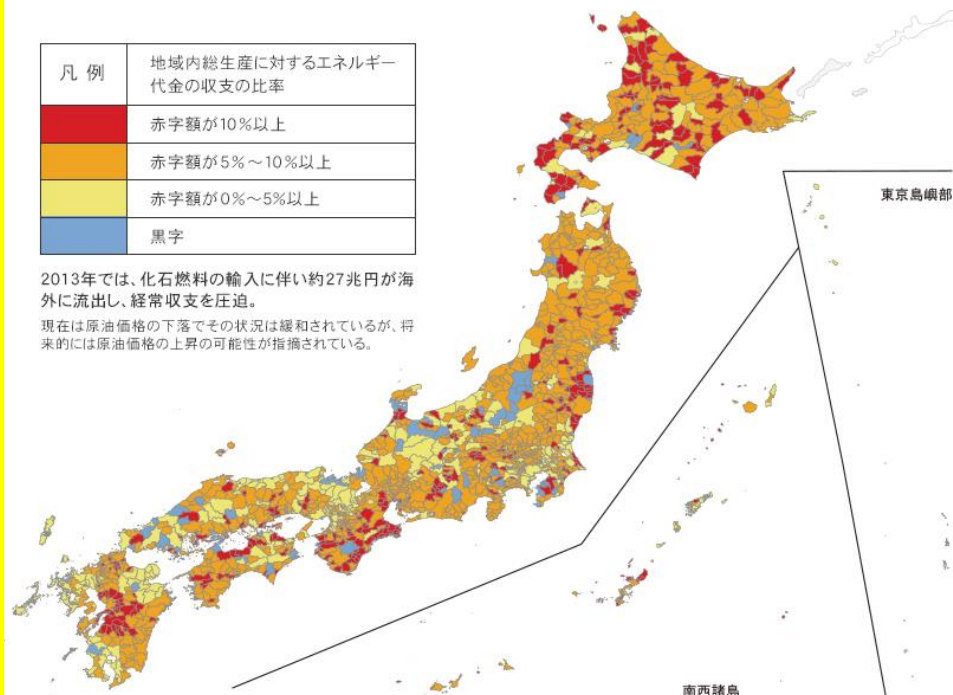 凡例
地域内総生産に対するエネルギー
代金の収支の比率
赤字額が10%以上
赤字額が5%～10%以上
赤字額が0%～5%以上
黒字
2013年では、化石燃料の輸入に伴い約27兆円が海
外に流出し、経常収支を圧迫。
現在は原油価格の下落でその状況は緩和されているが、将
来的には原油価格の上昇の可能性が指摘されている。
東京島嶼部
南西諸島